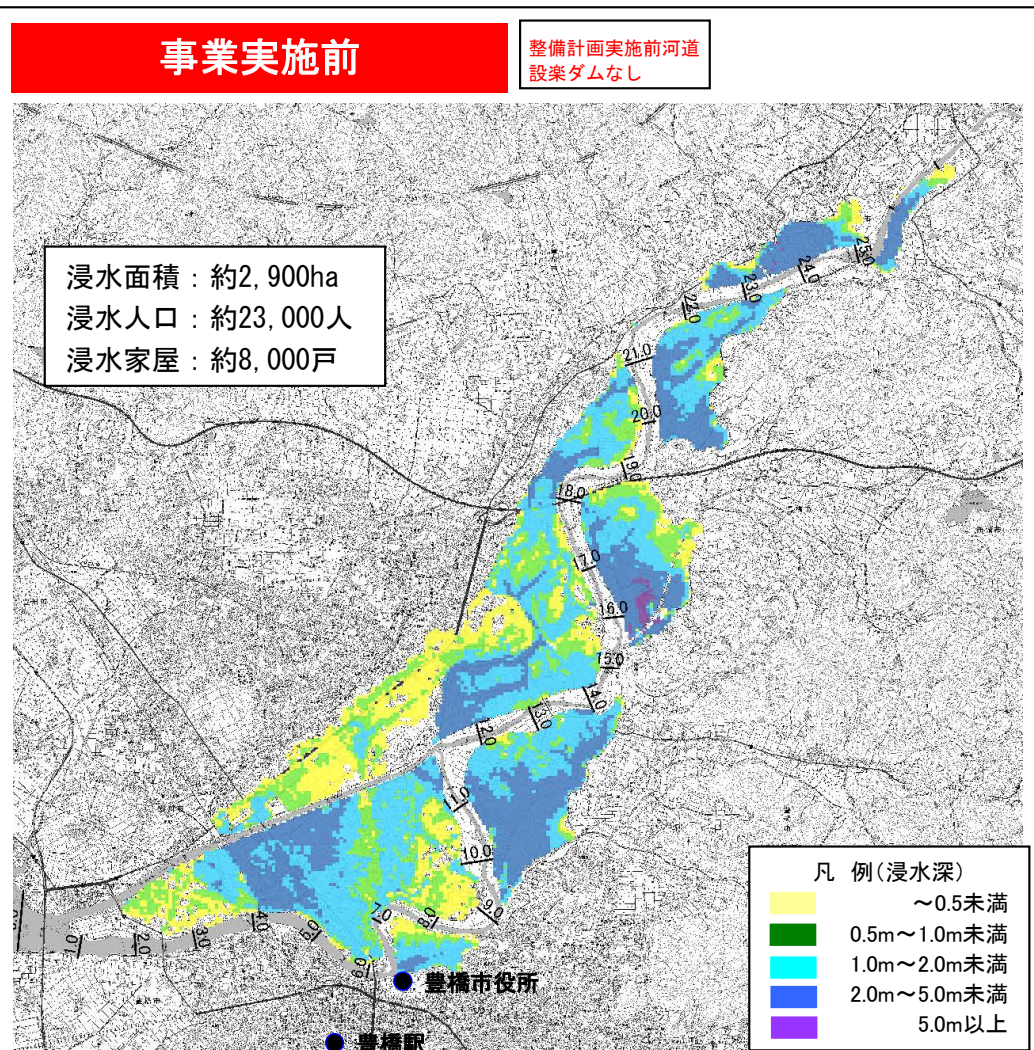 事業実施前
整備計画実施前河道
設楽ダムなし
浸水面積：約2,900ha
浸水人口：約23,000人
浸水家屋：約8,000戸
25.0
24.0
23.0
22.0
21.0
20.0
19.0
18.0
17.0
16.0
15.0
14.0
13.0
12.0
11.0
10.0
9.0
8.0
7.0
6.0
5.0
4.0
3.0
2.0
1.0
豊橋市役所
豊橋駅
凡 例(浸水深)
～0.5未満
0.5m～1.0m未満
1.0m～2.0m未満
2.0m～5.0m未満
5.0m以上